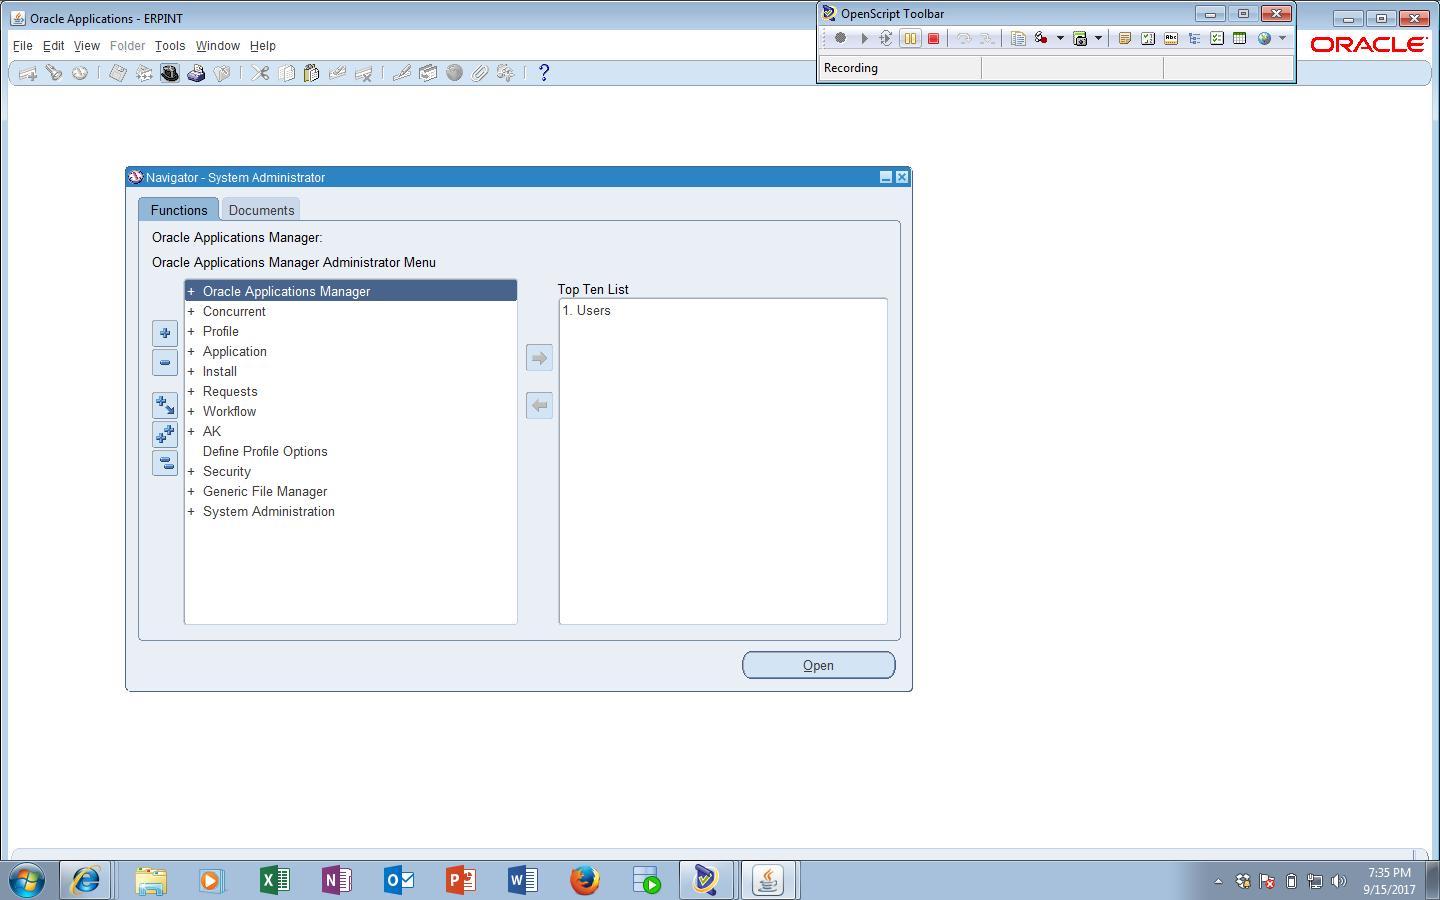 Oracle Applications - ERPINT
OpenScript Toolbar
File Edit View Folder Tools Window Help
ORACLE
Recording
Navigator - System Administrator
Functions Documents
Oracle Applications Manager:
Oracle Applications Manager Administrator Menu
Top Ten List
+ Oracle Applications Manager
+ Concurrent
+ Profile
+ Application
+ Install
+ Requests
+ Workflow
+ AK
Define Profile Options
+ Security
+ Generic File Manager
+ System Administration
1. Users
Open
7:35 PM
9/15/2017